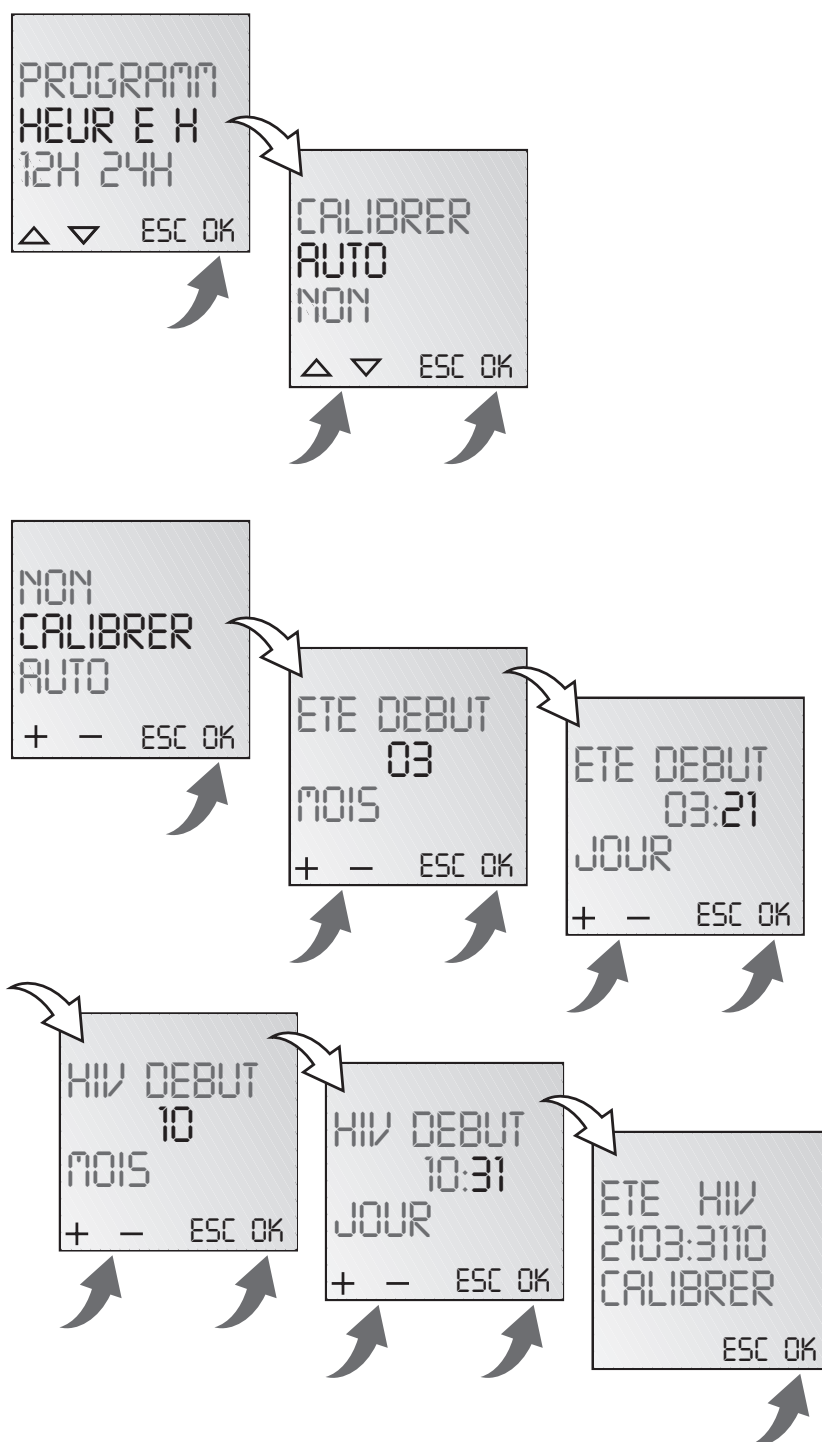 PROGRAMM
HEUR E H
12H 24H
ESC OK
CALIBRER
AUTO
NON
ESC OK
NON
CALIBRER
AUTO
+ - ESC OK
ETE DEBUT
03
MOIS
+ - ESC OK
ETE DEBUT
03:21
JOUR
+ - ESC OK
HIV DEBUT
10
MOIS
+ - ESC OK
HIV DEBUT
10:31
JOUR
+ - ESC OK
ETE HIV
2103:3110
CALIBRER
ESC OK